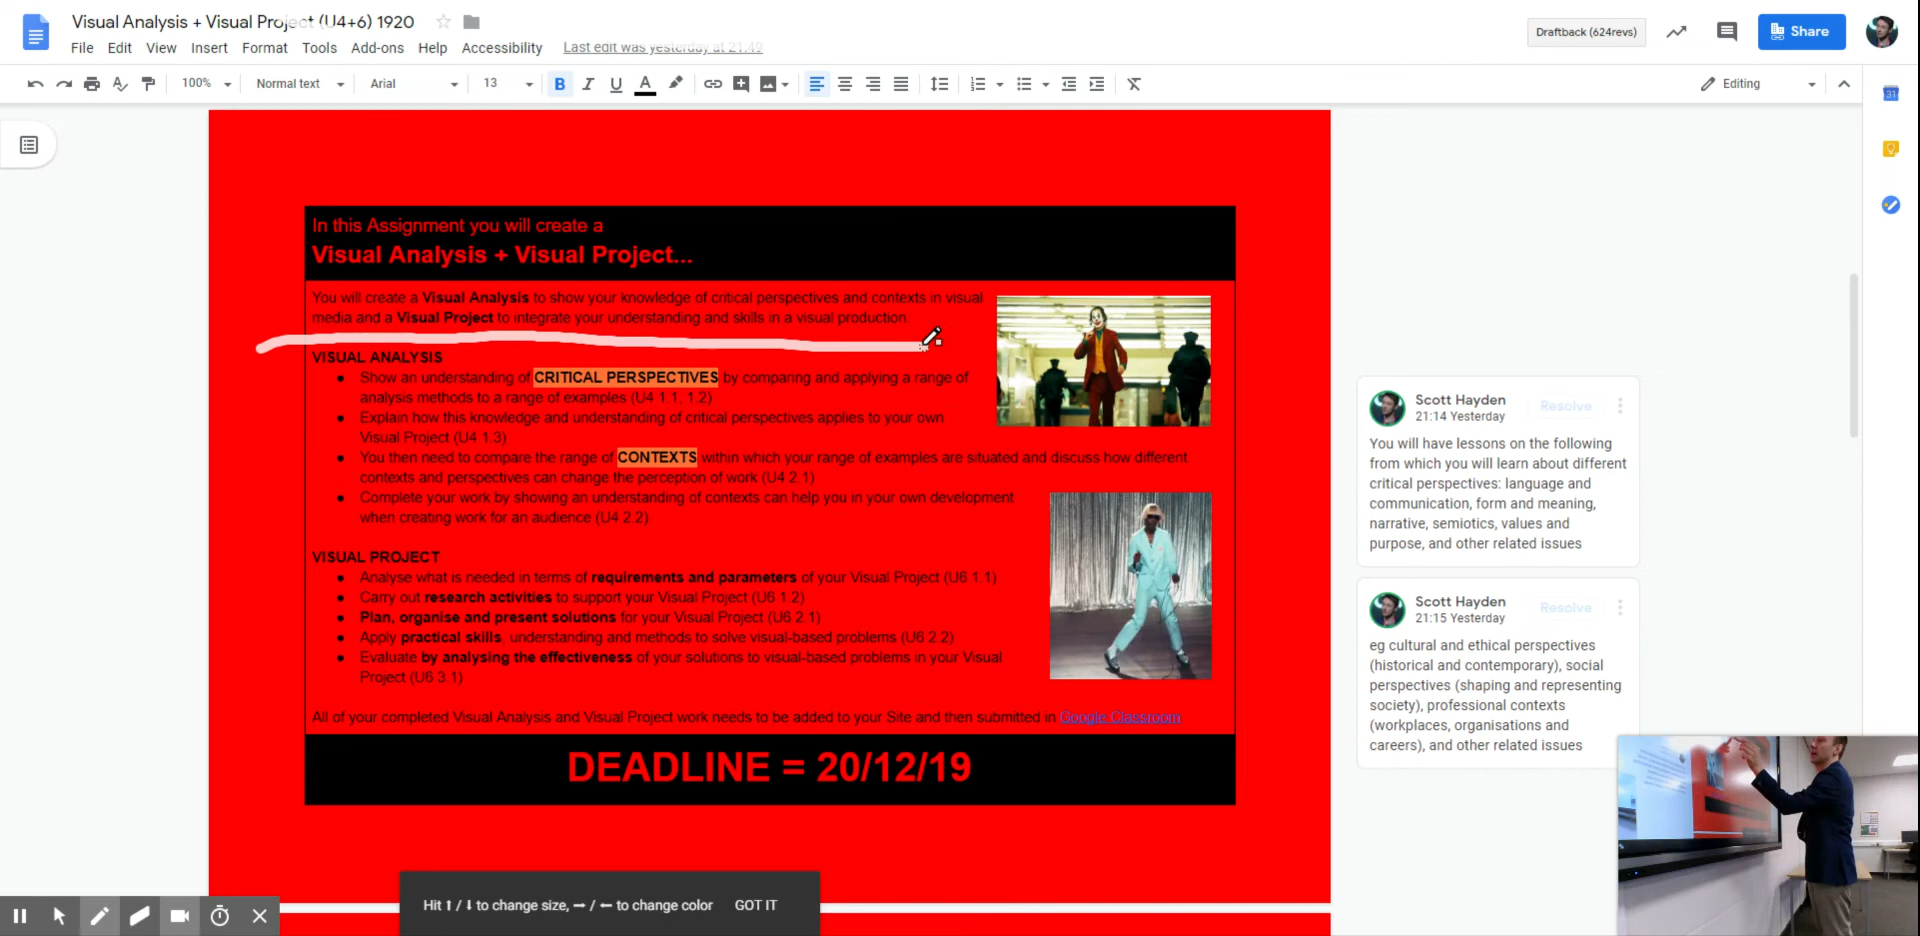 Visual Analysis + Visual Project (U4+6) 1920
File Edit View Insert Format Tools Add-ons Help Accessibility Last edit was yesterday at 21:49
Draftback (624revs)
Share
100% Normal text Arial 13
Editing
31
In this Assignment you will create a
Visual Analysis + Visual Project...
You will create a Visual Analysis to show your knowledge of critical perspectives and contexts in visual
media and a Visual Project to integrate your understanding and skills in a visual production.
VISUAL ANALYSIS
● Show an understanding of CRITICAL PERSPECTIVES by comparing and applying a range of
analysis methods to a range of examples (U4 1.1, 1.2)
● Explain how this knowledge and understanding of critical perspectives applies to your own
Visual Project (U4 1.3)
● You then need to compare the range of CONTEXTS within which your range of examples are situated and discuss how different
contexts and perspectives can change the perception of work (U4 2.1)
● Complete your work by showing an understanding of contexts can help you in your own development
when creating work for an audience (U4 2.2)
VISUAL PROJECT
● Analyse what is needed in terms of requirements and parameters of your Visual Project (U6 1.1)
● Carry out research activities to support your Visual Project (U6 1.2)
● Plan, organise and present solutions for your Visual Project (U6 2.1)
● Apply practical skills, understanding and methods to solve visual-based problems (U6 2.2)
● Evaluate by analysing the effectiveness of your solutions to visual-based problems in your Visual
Project (U6 3.1)
All of your completed Visual Analysis and Visual Project work needs to be added to your Site and then submitted in Google Classroom
DEADLINE = 20/12/19
Scott Hayden
21:14 Yesterday
Resolve
You will have lessons on the following
from which you will learn about different
critical perspectives: language and
communication, form and meaning,
narrative, semiotics, values and
purpose, and other related issues
Scott Hayden
21:15 Yesterday
Resolve
eg cultural and ethical perspectives
(historical and contemporary), social
perspectives (shaping and representing
society), professional contexts
(workplaces, organisations and
careers), and other related issues
Hit ⬆ / ⬇ to change size, ➡ / ⬅ to change color GOT IT